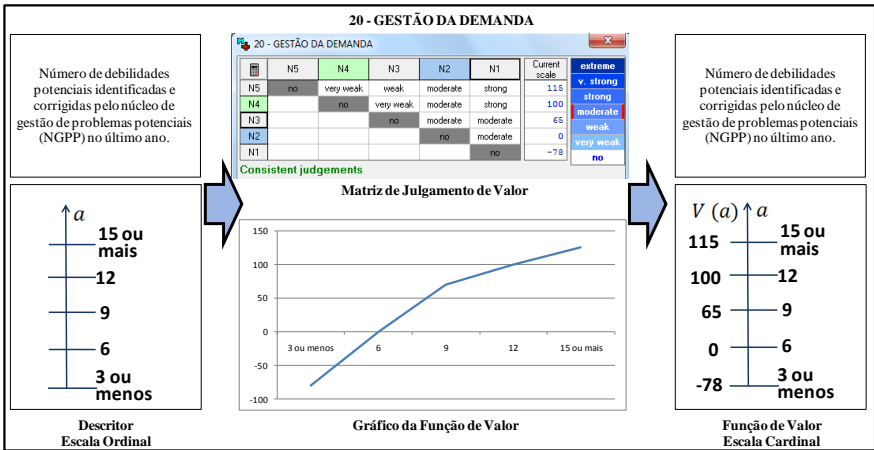 20 - GESTÃO DA DEMANDA
Número de debilidades
potenciais identificadas e
corrigidas pelo núcleo de
gestão de problemas potenciais
(NGPP) no último ano.
20 - GESTÃO DA DEMANDA
N5 N4 N3 N2 N1 Current scale
N5 no very weak weak moderate strong 115
N4 no very weak moderate strong 100
N3 no moderate moderate 65
N2 no moderate 0
N1 no -78
Consistent judgements
extreme
v. strong
strong
moderate
weak
very weak
no
Matriz de Julgamento de Valor
Número de debilidades
potenciais identificadas e
corrigidas pelo núcleo de
gestão de problemas potenciais
(NGPP) no último ano.
a
15 ou
mais
12
9
6
3 ou
menos
Descritor
Escala Ordinal
150
100
50
0
-50
-100
3 ou menos 6 9 12 15 ou mais
Gráfico da Função de Valor
V (a) a
115 15 ou
mais
100 12
65 9
0 6
-78 3 ou
menos
Função de Valor
Escala Cardinal